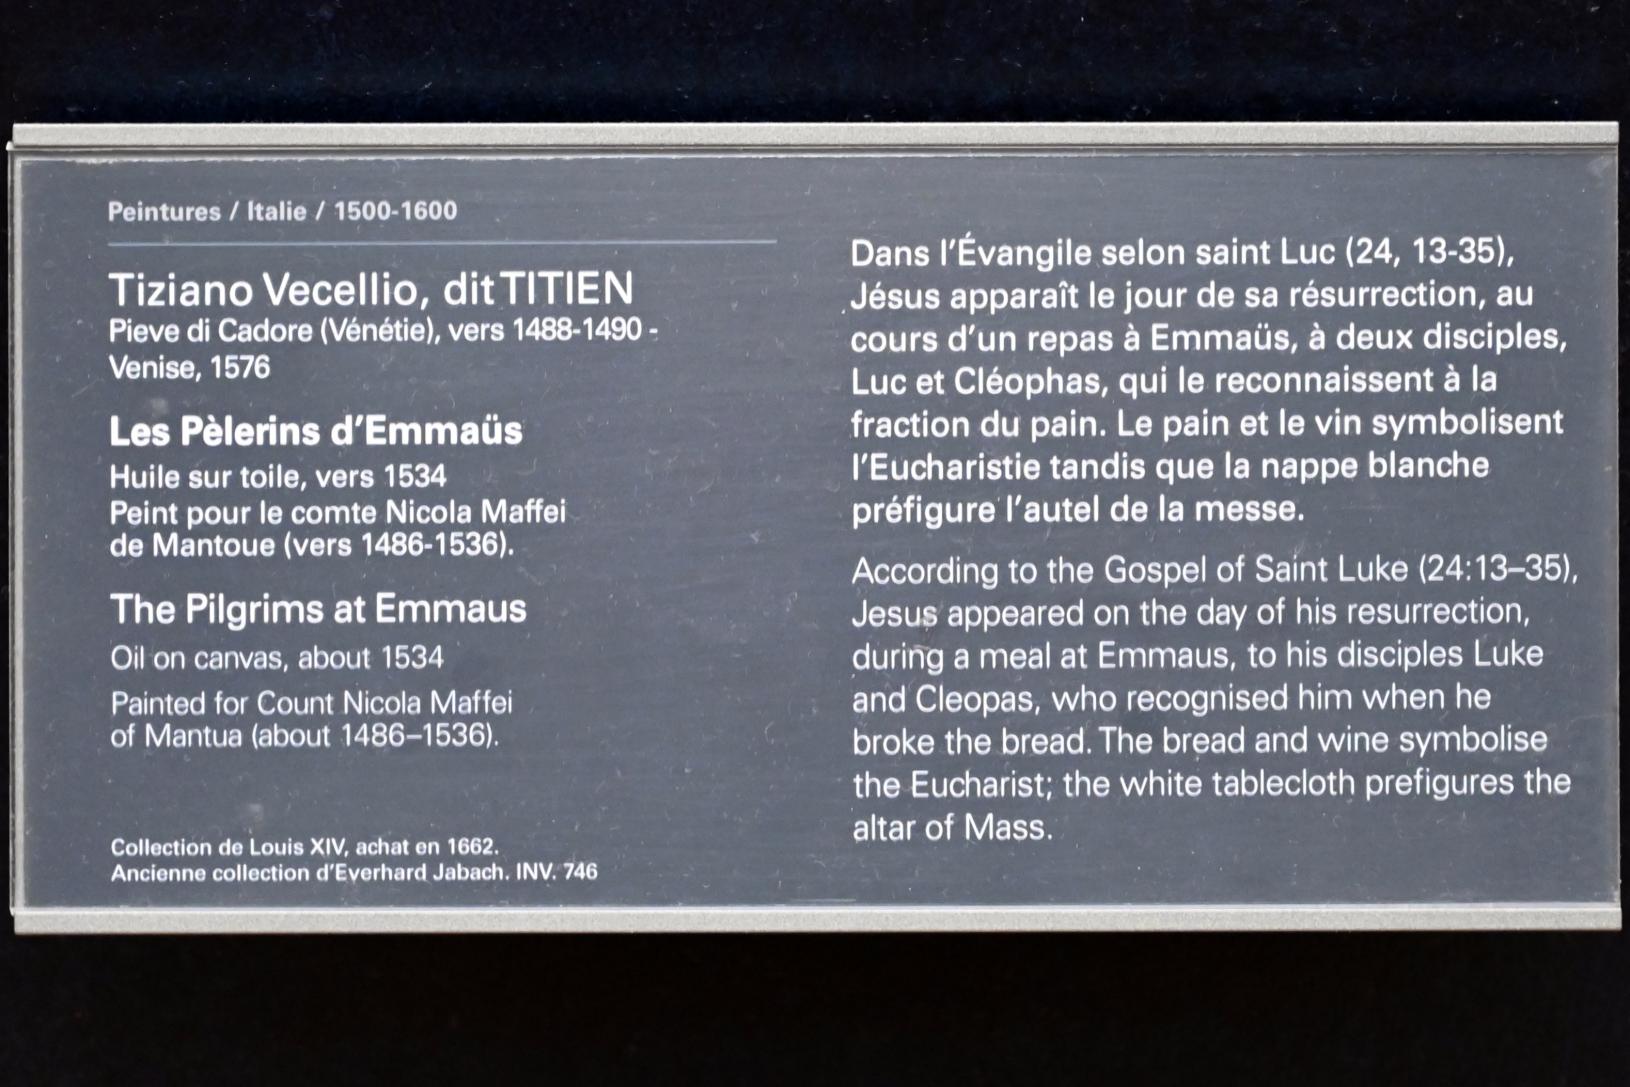 Peintures / Italie / 1500-1600
Tiziano Vecellio, dit TITIEN
Pieve di Cadore (Vénétie), vers 1488-1490 -
Venise, 1576
Les Pèlerins d'Emmaüs
Huile sur toile, vers 1534
Peint pour le comte Nicola Maffei
de Mantoue (vers 1486-1536).
The Pilgrims at Emmaus
Oil on canvas, about 1534
Painted for Count Nicola Maffei
of Mantua (about 1486–1536).
Collection de Louis XIV, achat en 1662.
Ancienne collection d'Everhard Jabach. INV. 746
Dans l'Évangile selon saint Luc (24, 13-35),
Jésus apparaît le jour de sa résurrection, au
cours d'un repas à Emmaüs, à deux disciples,
Luc et Cléophas, qui le reconnaissent à la
fraction du pain. Le pain et le vin symbolisent
l'Eucharistie tandis que la nappe blanche
préfigure l'autel de la messe.
According to the Gospel of Saint Luke (24:13–35),
Jesus appeared on the day of his resurrection,
during a meal at Emmaus, to his disciples Luke
and Cleopas, who recognised him when he
broke the bread. The bread and wine symbolise
the Eucharist; the white tablecloth prefigures the
altar of Mass.